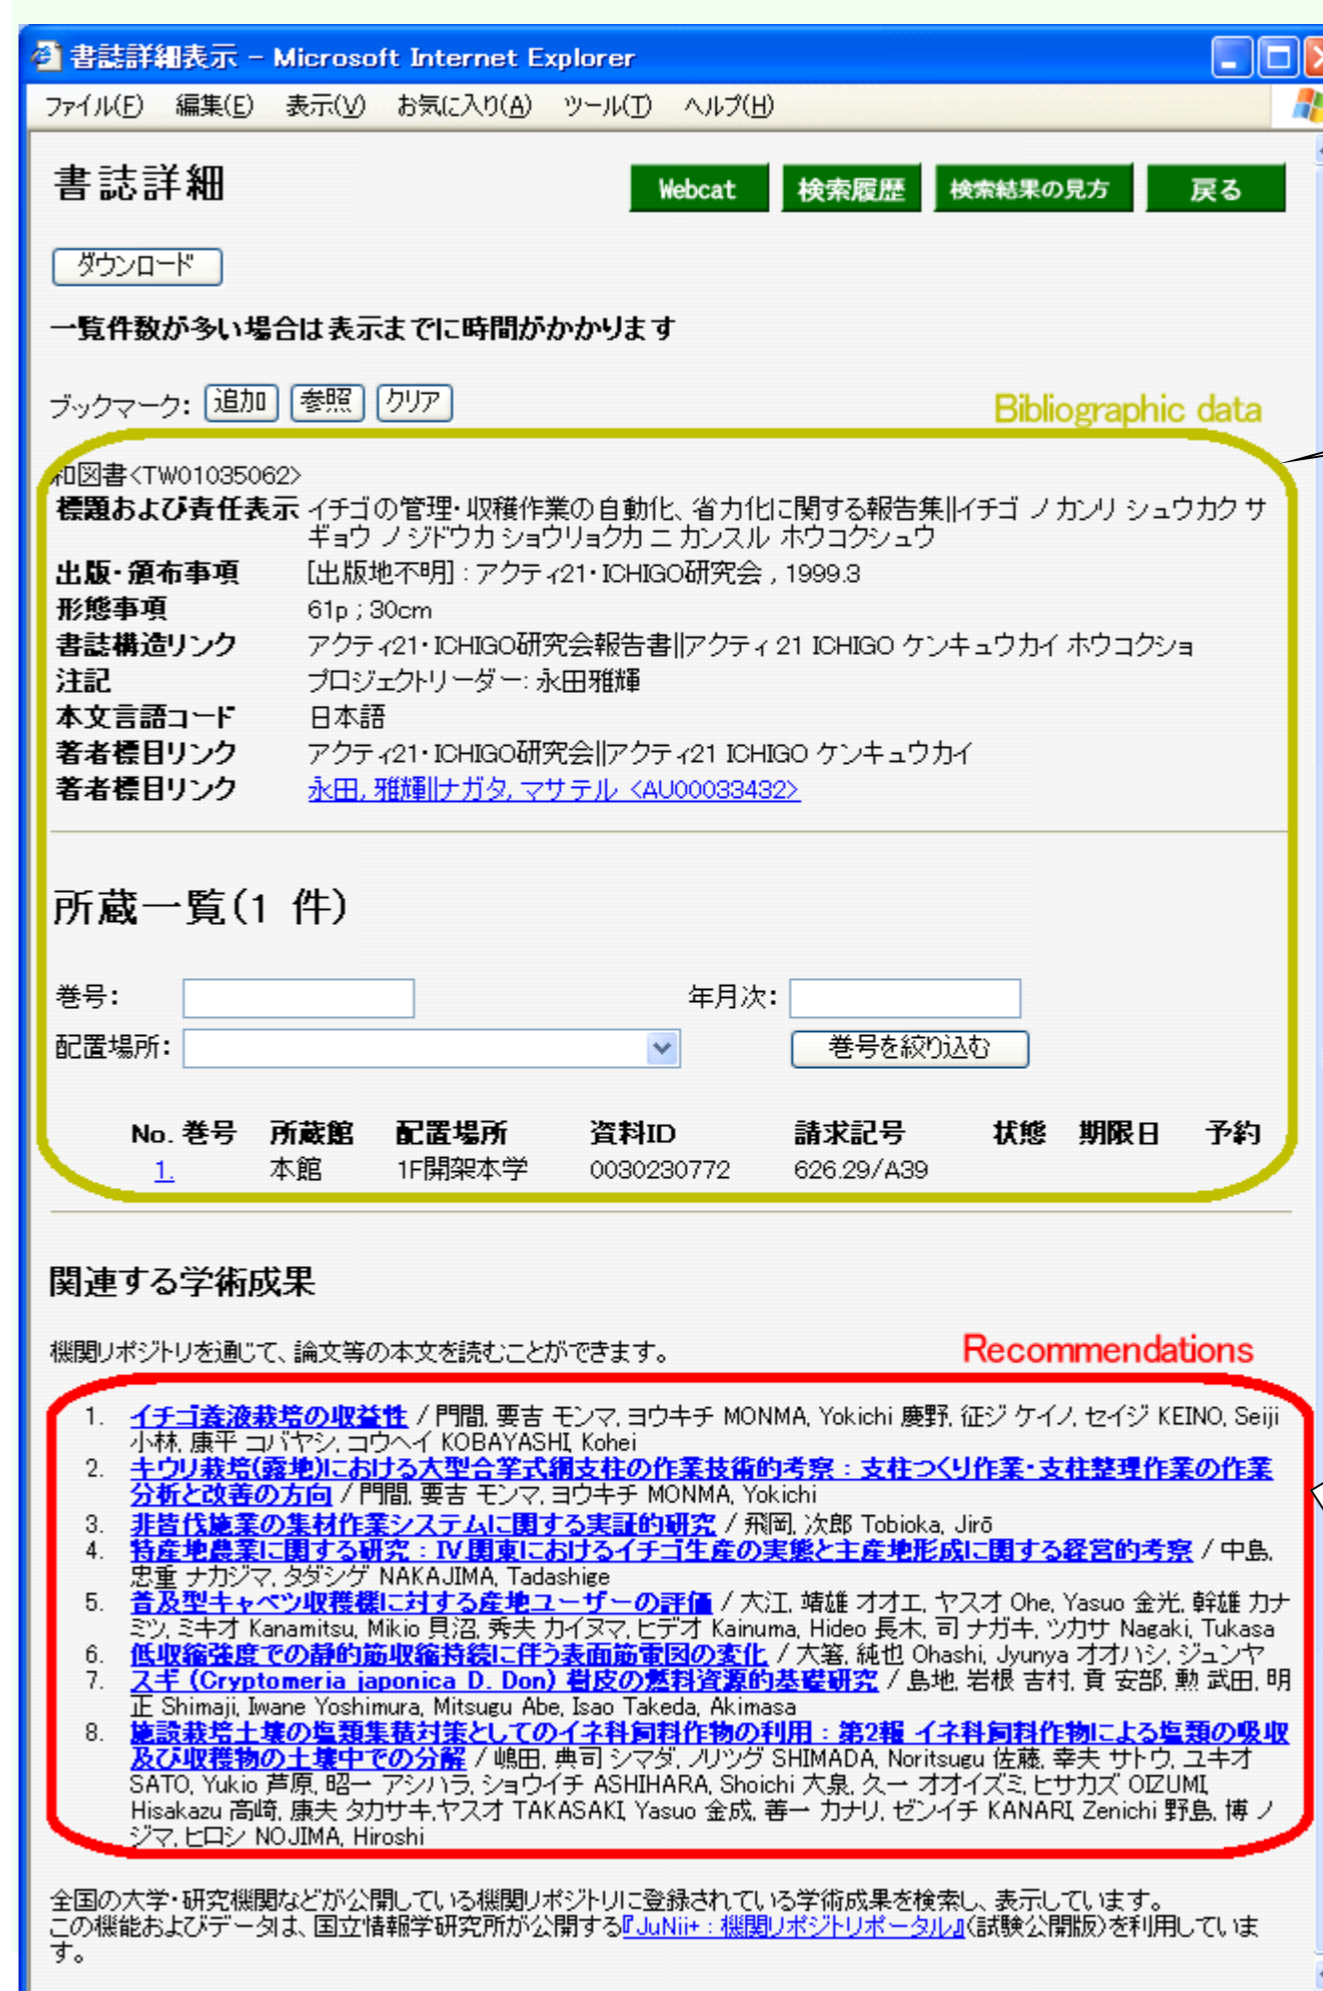 書誌詳細表示 - Microsoft Internet Explorer
ファイル(F) 編集(E) 表示(V) お気に入り(A) ツール(T) ヘルプ(H)
書誌詳細
Webcat 検索履歴 検索結果の見方 戻る
ダウンロード
一覧件数が多い場合は表示までに時間がかかります
ブックマーク: 追加 参照 クリア
Bibliographic data
和図書<TW01035062>
標題および責任表示 イチゴの管理・収穫作業の自動化、省力化に関する報告集||イチゴ ノ カンリ シュウカク サ
ギョウ ノ ジドウカ ショウリョクカ ニ カンスル ホウコクシュウ
出版・頒布事項 [出版地不明] : アクティ21・ICHIGO研究会 , 1999.3
形態事項 61p ; 30cm
書誌構造リンク アクティ21・ICHIGO研究会報告書||アクティ 21 ICHIGO ケンキュウカイ ホウコクショ
注記 プロジェクトリーダー: 永田雅輝
本文言語コード 日本語
著者標目リンク アクティ21・ICHIGO研究会||アクティ21 ICHIGO ケンキュウカイ
著者標目リンク 永田, 雅輝||ナガタ, マサテル <AU00033432>
所蔵一覧(1 件)
巻号: 年月次:
配置場所: 巻号を絞り込む
No. 巻号 所蔵館 配置場所 資料ID 請求記号 状態 期限日 予約
1. 本館 1F開架本学 0030230772 626.29/A39
関連する学術成果
機関リポジトリを通じて、論文等の本文を読むことができます。
Recommendations
1. イチゴ養液栽培の収益性 / 門間, 要吉 モンマ, ヨウキチ MONMA, Yokichi 慶野, 征ジ ケイノ, セイジ KEINO, Seiji
小林, 康平 コバヤシ, コウヘイ KOBAYASHI, Kohei
2. キウリ栽培(露地)における大型合掌式網支柱の作業技術的考察 : 支柱つくり作業・支柱整理作業の作業
分析と改善の方向 / 門間, 要吉 モンマ, ヨウキチ MONMA, Yokichi
3. 非皆伐施業の集材作業システムに関する実証的研究 / 飛岡, 次郎 Tobioka, Jirō
4. 特産地農業に関する研究 : IV.関東におけるイチゴ生産の実態と主産地形成に関する経営的考察 / 中島,
忠重 ナカジマ, タダシゲ NAKAJIMA, Tadashige
5. 普及型キャベツ収穫機に対する産地ユーザーの評価 / 大江, 靖雄 オオエ, ヤスオ Ohe, Yasuo 金光, 幹雄 カナ
ミツ, ミキオ Kanamitsu, Mikio 貝沼, 秀夫 カイヌマ, ヒデオ Kainuma, Hideo 長木, 司 ナガキ, ツカサ Nagaki, Tukasa
6. 低収縮強度での静的筋収縮持続に伴う表面筋電図の変化 / 大箸, 純也 Ohashi, Jyunya オオハシ, ジュンヤ
7. スギ (Cryptomeria japonica D. Don) 樹皮の燃料資源的基礎研究 / 島地, 岩根 吉村, 貢 安部, 勲 武田, 明
正 Shimaji, Iwane Yoshimura, Mitsugu Abe, Isao Takeda, Akimasa
8. 施設栽培土壌の塩類集積対策としてのイネ科飼料作物の利用 : 第2報 イネ科飼料作物による塩類の吸収
及び収穫物の土壌中での分解 / 嶋田, 典司 シマダ, ノリツグ SHIMADA, Noritsugu 佐藤, 幸夫 サトウ, ユキオ
SATO, Yukio 芦原, 昭一 アシハラ, ショウイチ ASHIHARA, Shoichi 大泉, 久一 オオイズミ, ヒサカズ OIZUMI,
Hisakazu 高崎, 康夫 タカサキ,ヤスオ TAKASAKI, Yasuo 金成, 善一 カナリ, ゼンイチ KANARI, Zenichi 野島, 博 ノ
ジマ, ヒロシ NOJIMA, Hiroshi
全国の大学・研究機関などが公開している機関リポジトリに登録されている学術成果を検索し、表示しています。
この機能およびデータは、国立情報学研究所が公開する『JuNii+ : 機関リポジトリポータル』(試験公開版)を利用していま
す。